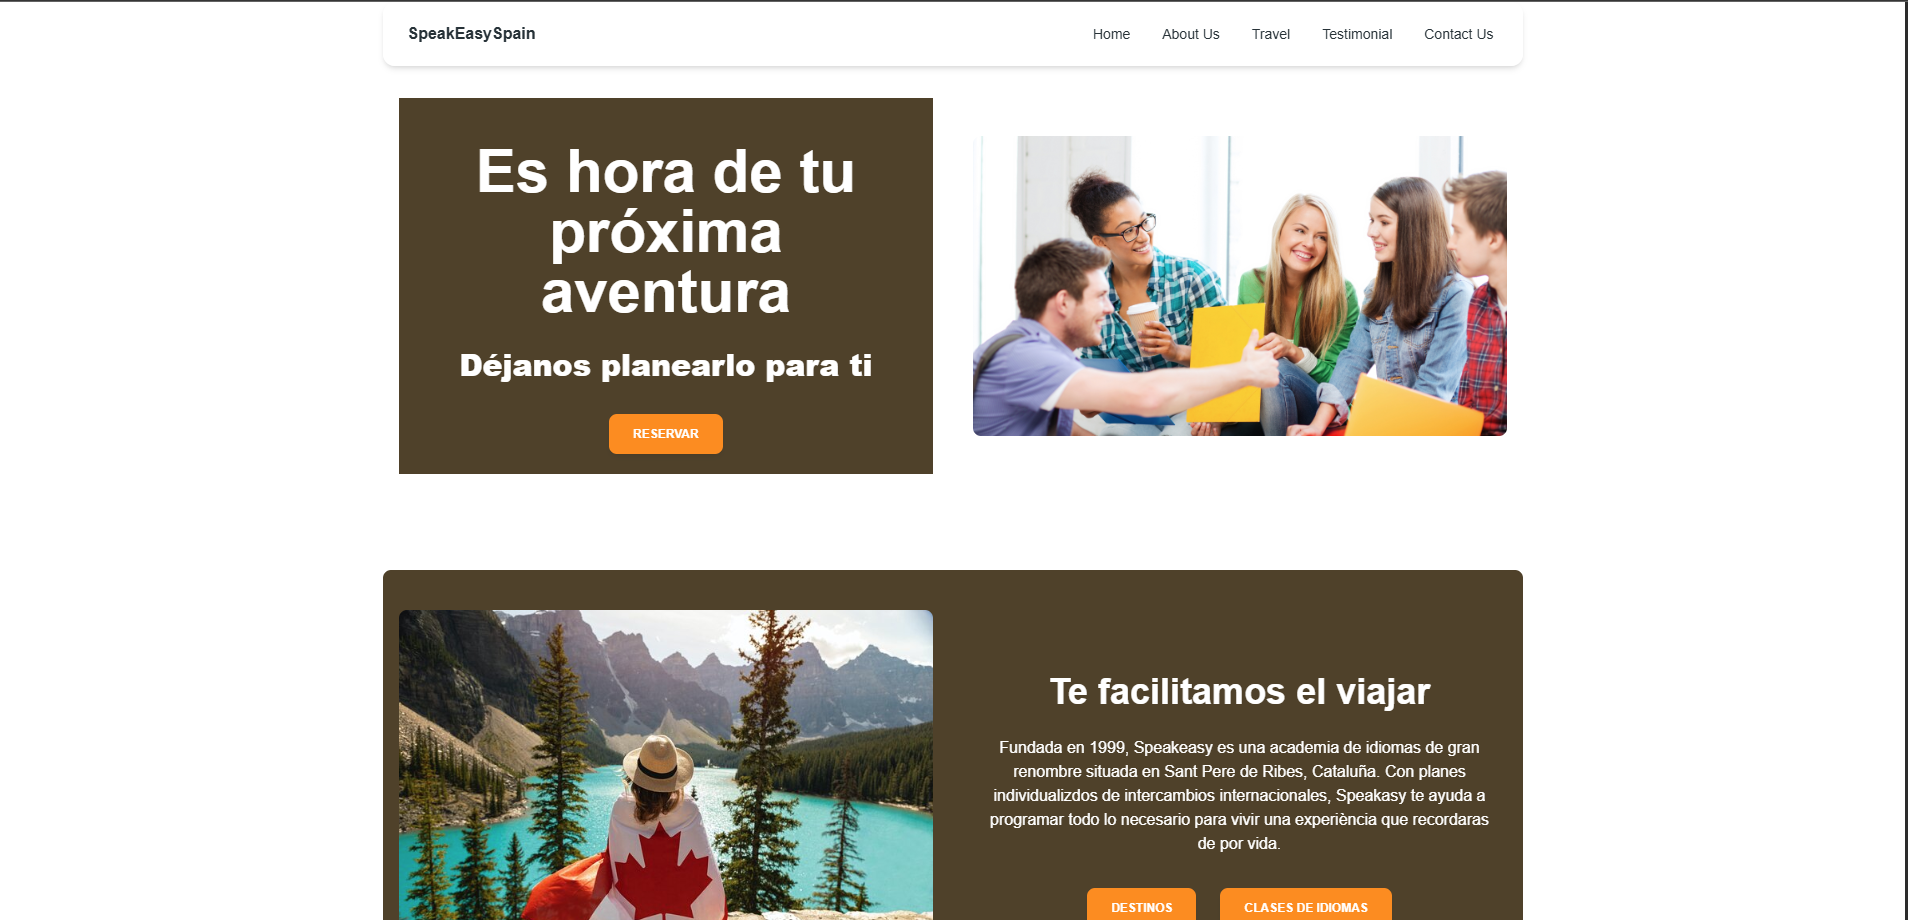 SpeakEasySpain
Home About Us Travel Testimonial Contact Us
Es hora de tu
próxima
aventura
Déjanos planearlo para ti
RESERVAR
Te facilitamos el viajar
Fundada en 1999, Speakeasy es una academia de idiomas de gran
renombre situada en Sant Pere de Ribes, Cataluña. Con planes
individualizdos de intercambios internacionales, Speakasy te ayuda a
programar todo lo necesario para vivir una experiència que recordaras
de por vida.
DESTINOS CLASES DE IDIOMAS